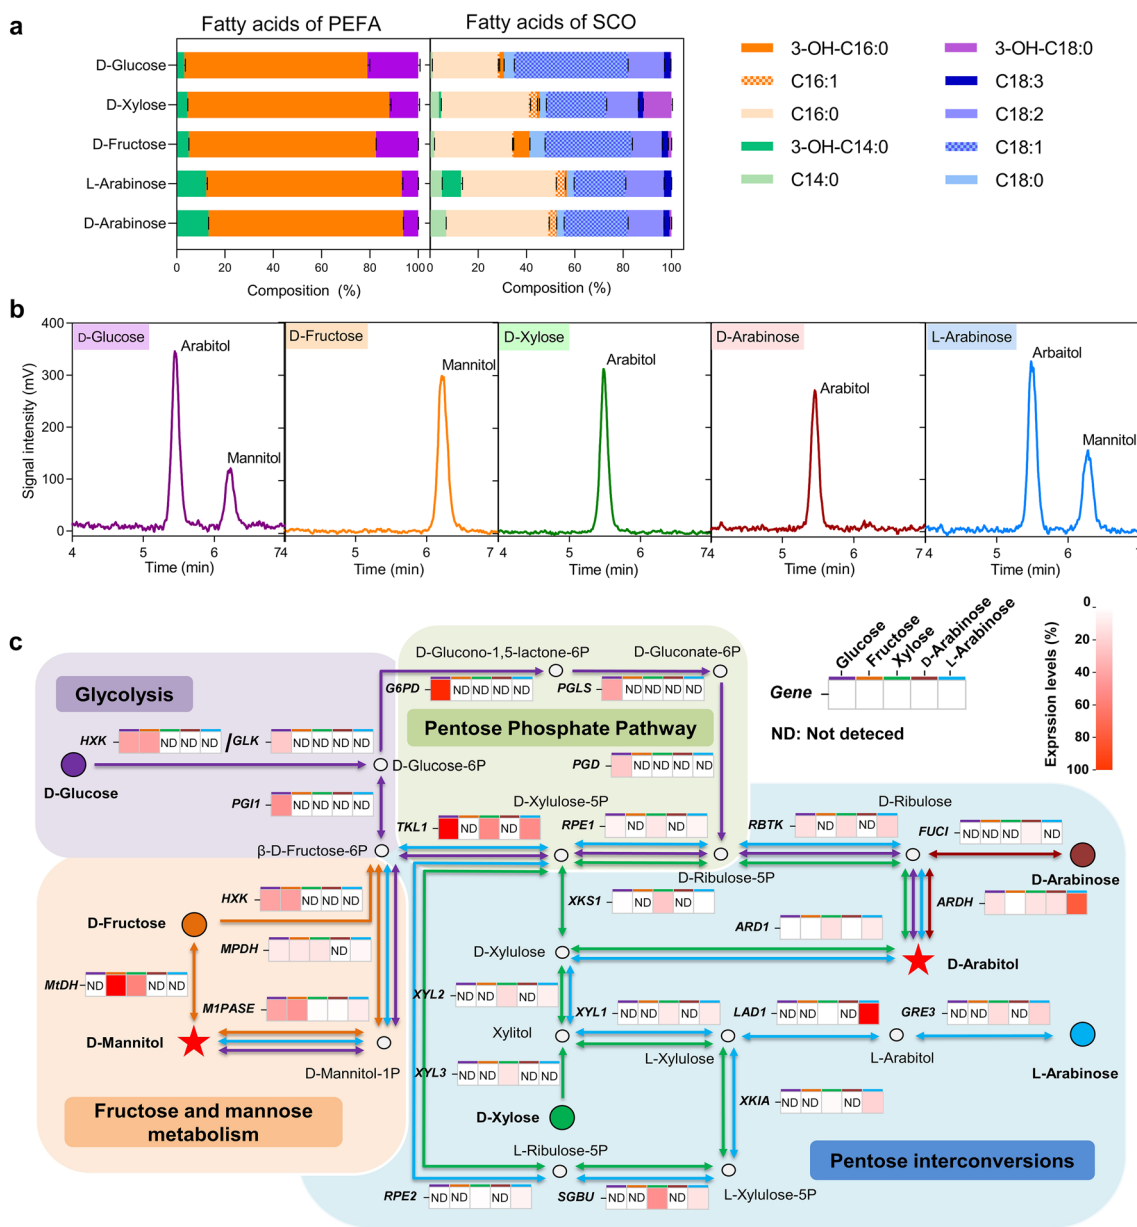 a
Fatty acids of PEFA
Fatty acids of SCO
D-Glucose
D-Xylose
D-Fructose
L-Arabinose
D-Arabinose
0 20 40 60 80 100
0 20 40 60 80 100
Composition (%)
Composition (%)
3-OH-C16:0
C16:1
C16:0
3-OH-C14:0
C14:0
3-OH-C18:0
C18:3
C18:2
C18:1
C18:0
b
Signal intensity (mV)
400
300
200
100
0
D-Glucose
Arabitol
Mannitol
D-Fructose
Mannitol
D-Xylose
Arabitol
D-Arabinose
Arabitol
L-Arabinose
Arbaitol
Mannitol
4 5 6 74 5 6 7 4 5 6 74 5 6 74 5 6 7
Time (min)
Time (min)
Time (min)
Time (min)
Time (min)
c
Glycolysis
Pentose Phosphate Pathway
Fructose and mannose
metabolism
Pentose interconversions
Glucose
Fructose
Xylose
D-Arabinose
L-Arabinose
Gene
ND: Not deteced
0
20
40
60
80
100
Exprssion levels (%)
D-Glucono-1,5-lactone-6P
D-Gluconate-6P
G6PD ND ND ND ND
PGLS ND ND ND ND
HXK ND ND ND
/GLK ND ND ND ND
D-Glucose
D-Glucose-6P
PGD ND ND ND ND
PGI1 ND ND ND ND
D-Xylulose-5P
D-Ribulose
TKL1 ND ND
RPE1 ND ND
RBTK ND ND
FUCI ND ND ND ND
β-D-Fructose-6P
D-Ribulose-5P
D-Arabinose
HXK ND ND ND
D-Fructose
XKS1 ND ND
ARDH
MPDH ND
ARD1 ND
D-Xylulose
D-Arabitol
MtDH ND ND ND
M1PASE
XYL2 ND ND ND
XYL1 ND ND ND
LAD1 ND ND ND
GRE3 ND ND ND
D-Mannitol
Xylitol
D-Mannitol-1P
L-Xylulose
L-Arabitol
L-Arabinose
XYL3 ND ND ND ND
D-Xylose
XKIA ND ND ND
L-Ribulose-5P
L-Xylulose-5P
RPE2 ND ND ND
SGBU ND ND ND